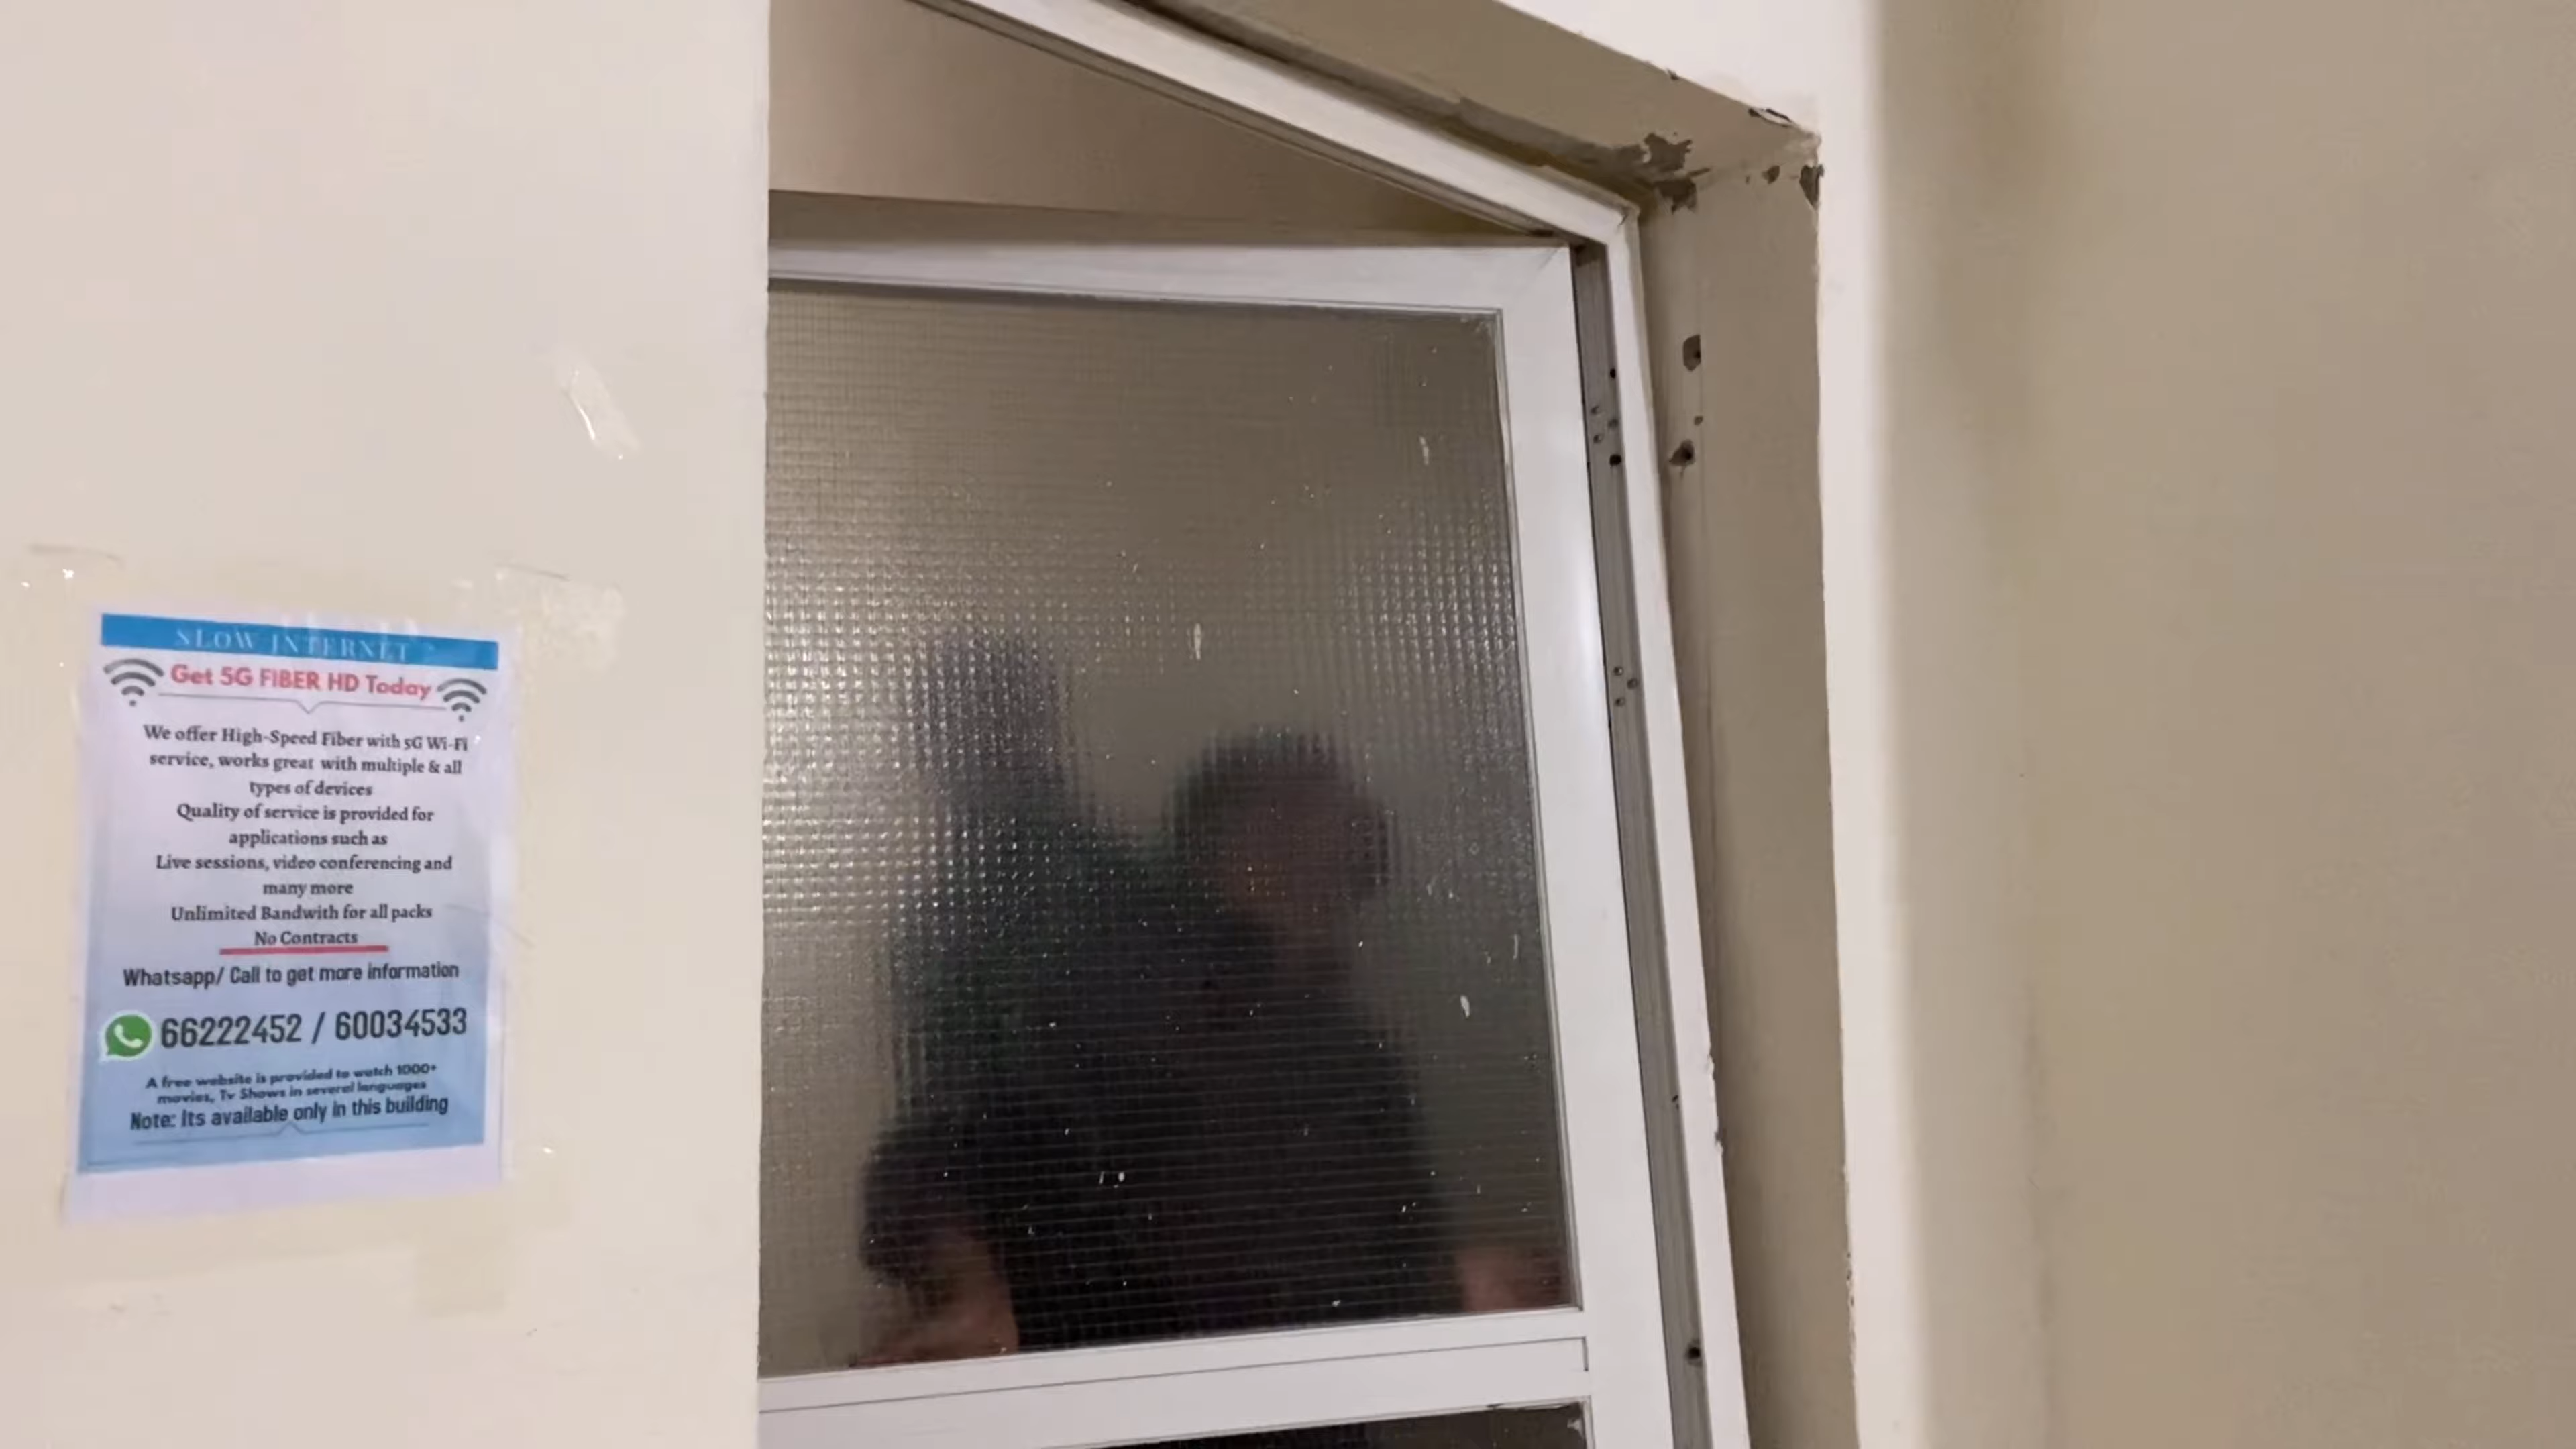 SLOW INTERNET ?
Get 5G FIBER HD Today
We offer High-Speed Fiber with 5G Wi-Fi
service, works great with multiple & all
types of devices
Quality of service is provided for
applications such as
Live sessions, video conferencing and
many more
Unlimited Bandwith for all packs
No Contracts
Whatsapp/ Call to get more information
66222452 / 60034533
A free website is provided to watch 1000+
movies, Tv Shows in several languages
Note: Its available only in this building